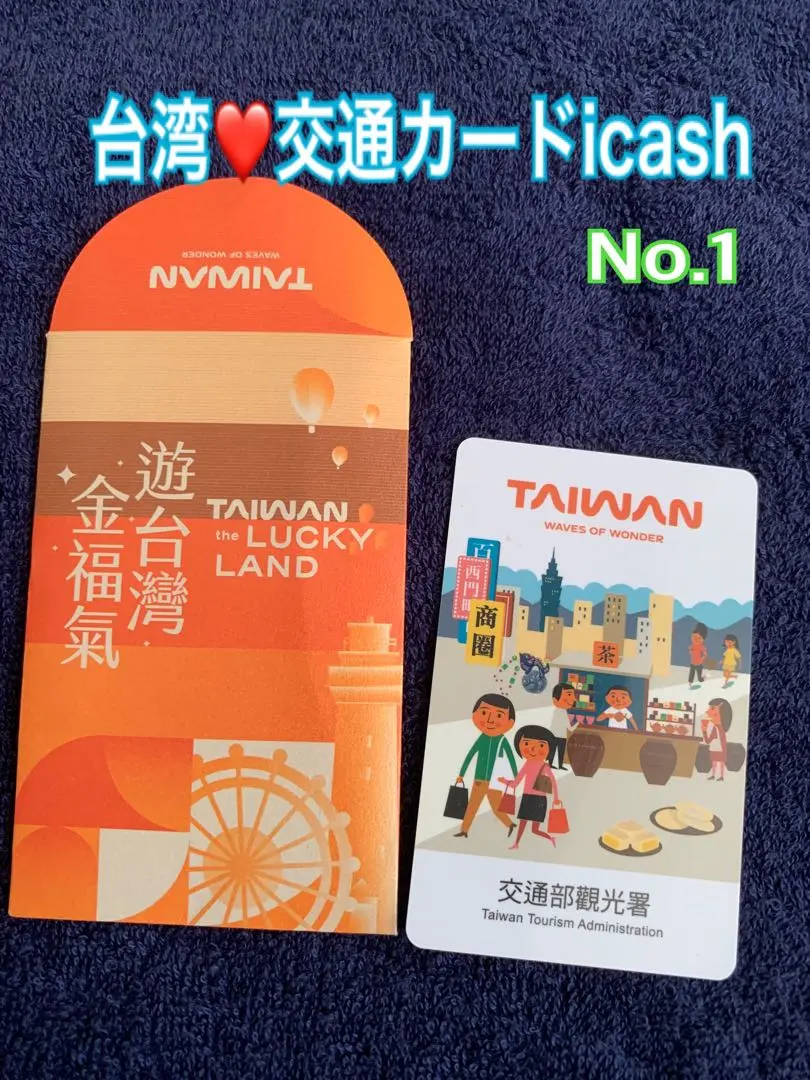 台湾❤️交通カードicash
No.1
TAIWAN
WAVES OF WONDER
遊台灣
金福氣
TAIWAN
the LUCKY
LAND
TAIWAN
WAVES OF WONDER
百
西門町
商圈
茶
交通部觀光署
Taiwan Tourism Administration